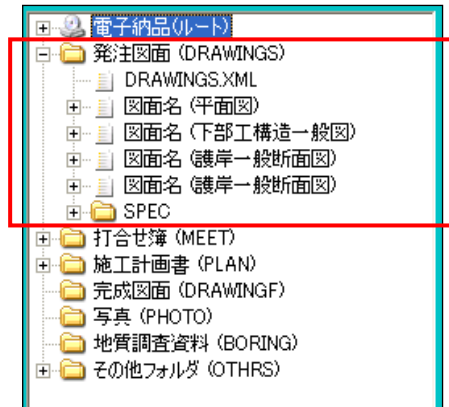 電子納品(ルート)
発注図面 (DRAWINGS)
DRAWINGS.XML
図面名 (平面図)
図面名 (下部工構造一般図)
図面名 (護岸一般断面図)
図面名 (護岸一般断面図)
SPEC
打合せ簿 (MEET)
施工計画書 (PLAN)
完成図面 (DRAWINGF)
写真 (PHOTO)
地質調査資料 (BORING)
その他フォルダ (OTHRS)